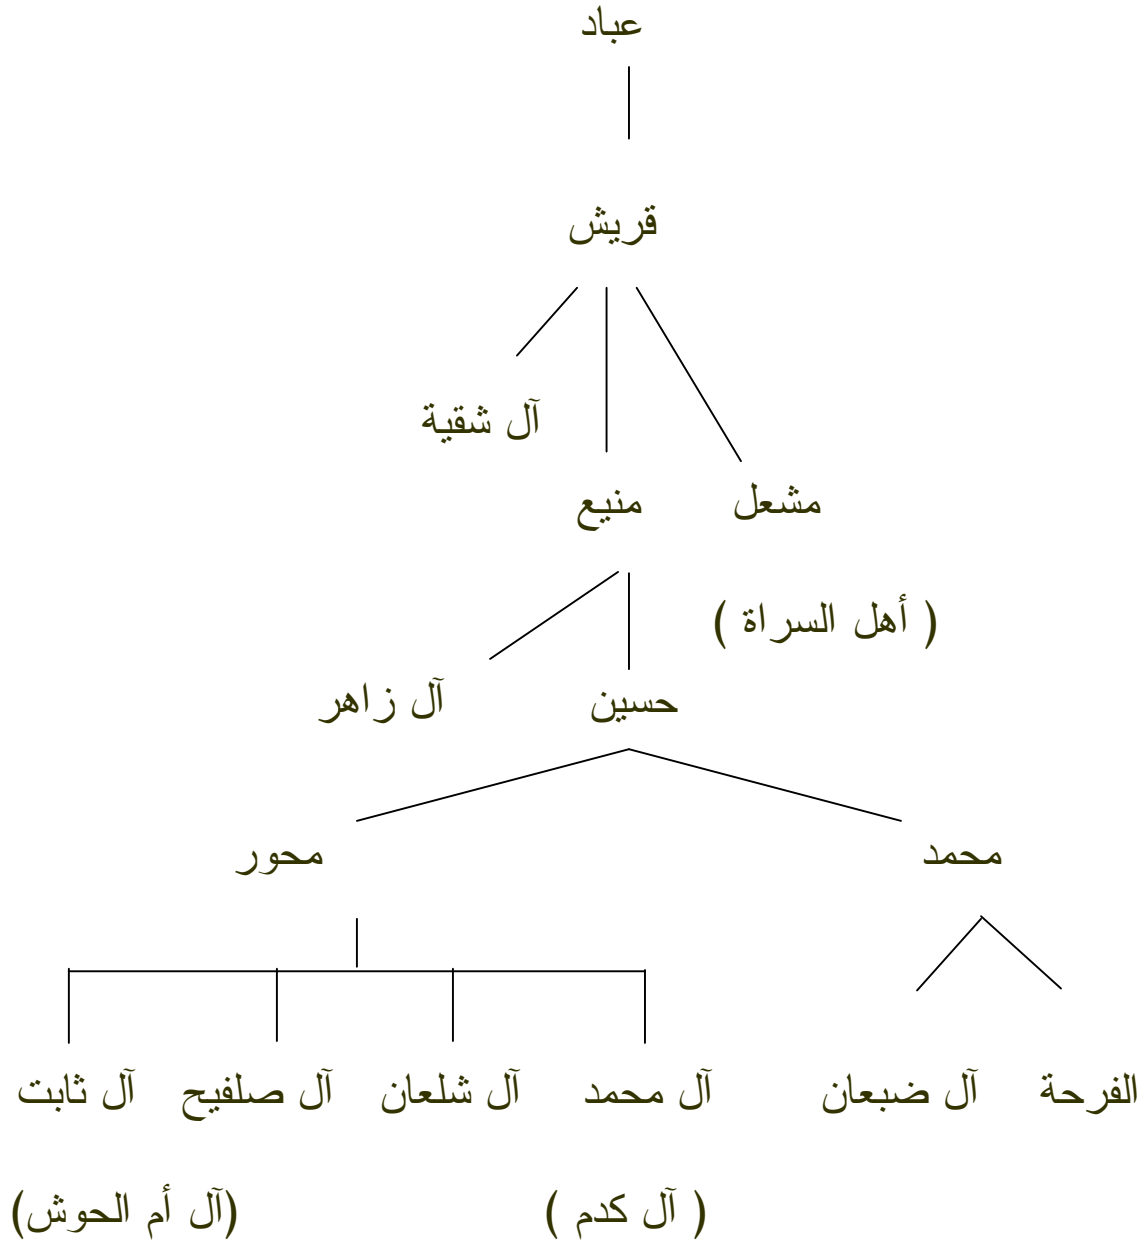 عباد
قريش
آل شقية
مشعل منيع
( أهل السراة )
حسين آل زاهر
محمد محور
الفرحة آل ضبعان آل محمد آل شلعان آل صلفيح آل ثابت
( آل كدم ) (آل أم الحوش)